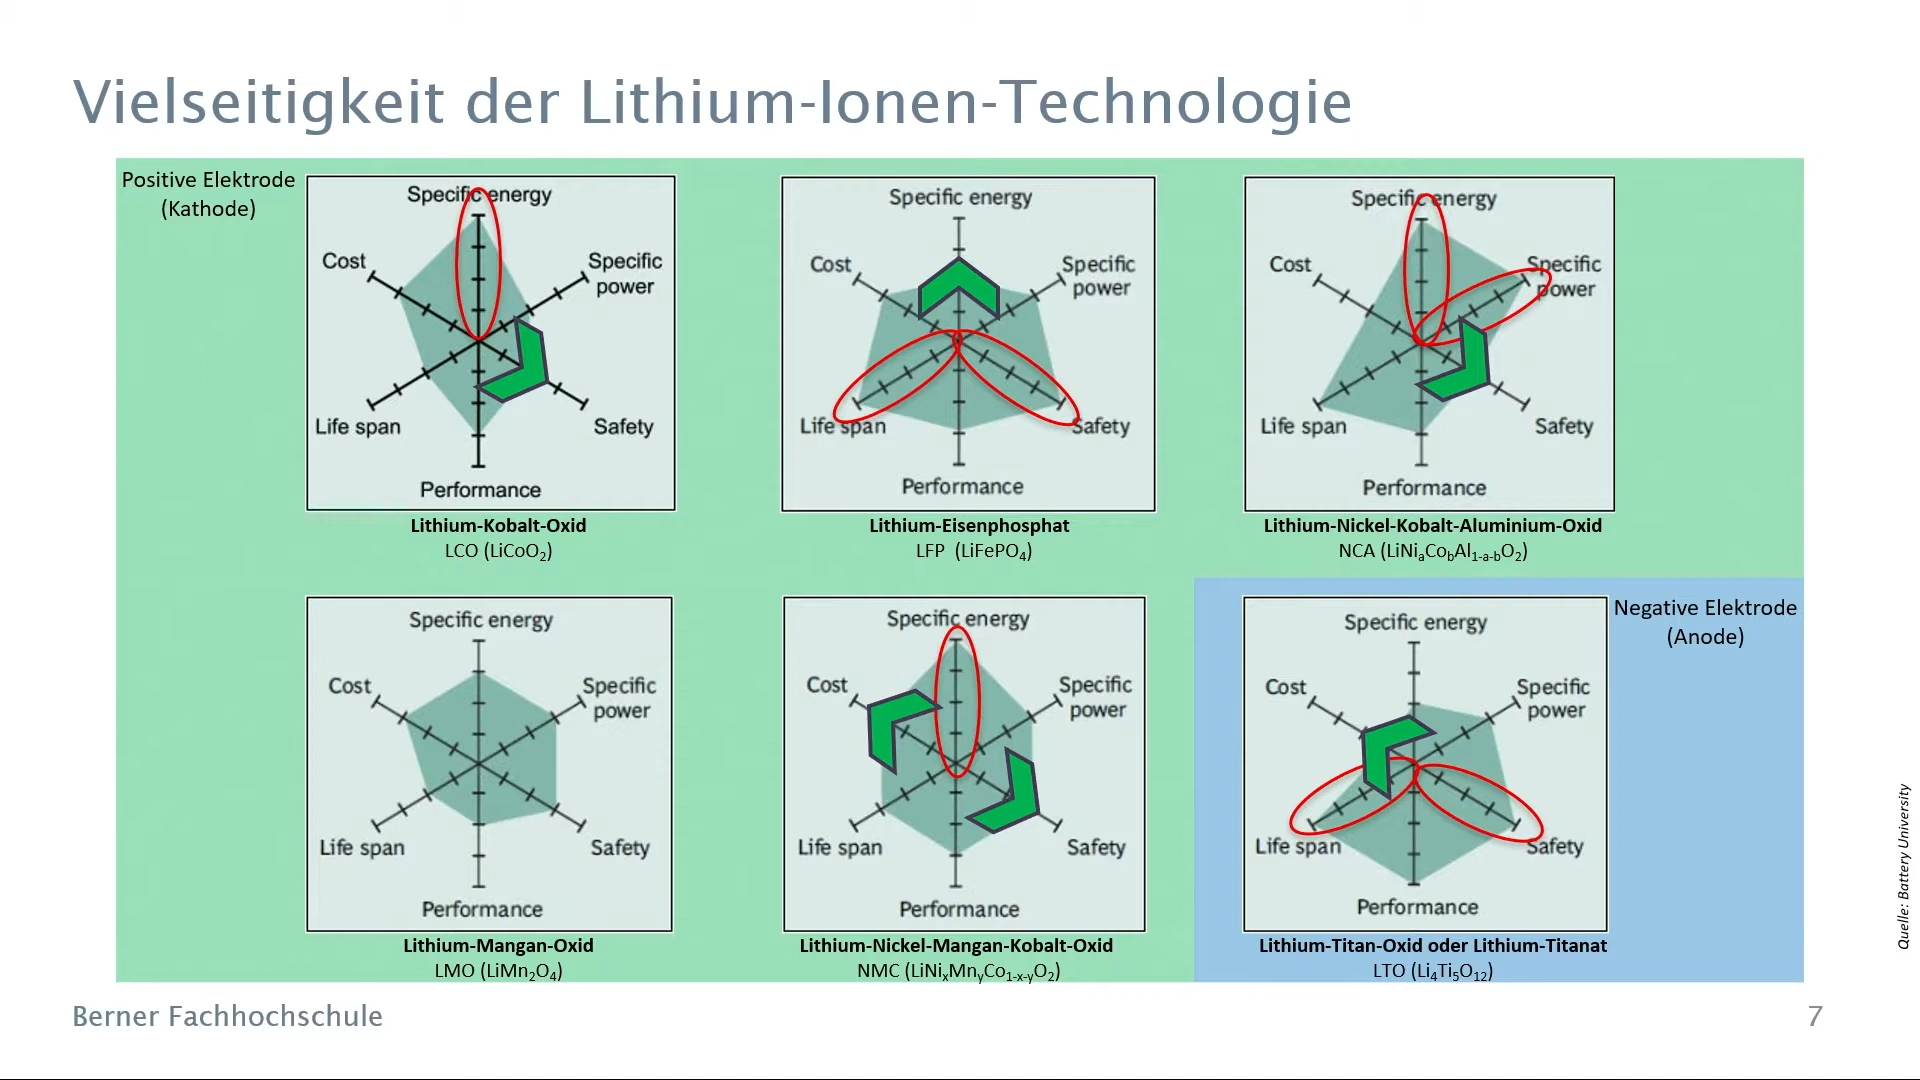 Vielseitigkeit der Lithium-Ionen-Technologie
Positive Elektrode
(Kathode)
Specific energy
Cost
Specific
power
Life span
Safety
Performance
Lithium-Kobalt-Oxid
LCO (LiCoO₂)
Specific energy
Cost
Specific
power
Life span
Safety
Performance
Lithium-Eisenphosphat
LFP (LiFePO₄)
Specific energy
Cost
Specific
power
Life span
Safety
Performance
Lithium-Nickel-Kobalt-Aluminium-Oxid
NCA (LiNiaCobAl1-a-bO₂)
Specific energy
Cost
Specific
power
Life span
Safety
Performance
Lithium-Mangan-Oxid
LMO (LiMn₂O₄)
Specific energy
Cost
Specific
power
Life span
Safety
Performance
Lithium-Nickel-Mangan-Kobalt-Oxid
NMC (LiNixMnyCo1-x-yO₂)
Negative Elektrode
(Anode)
Specific energy
Cost
Specific
power
Life span
Safety
Performance
Lithium-Titan-Oxid oder Lithium-Titanat
LTO (Li₄Ti₅O₁₂)
Quelle: Battery University
Berner Fachhochschule
7